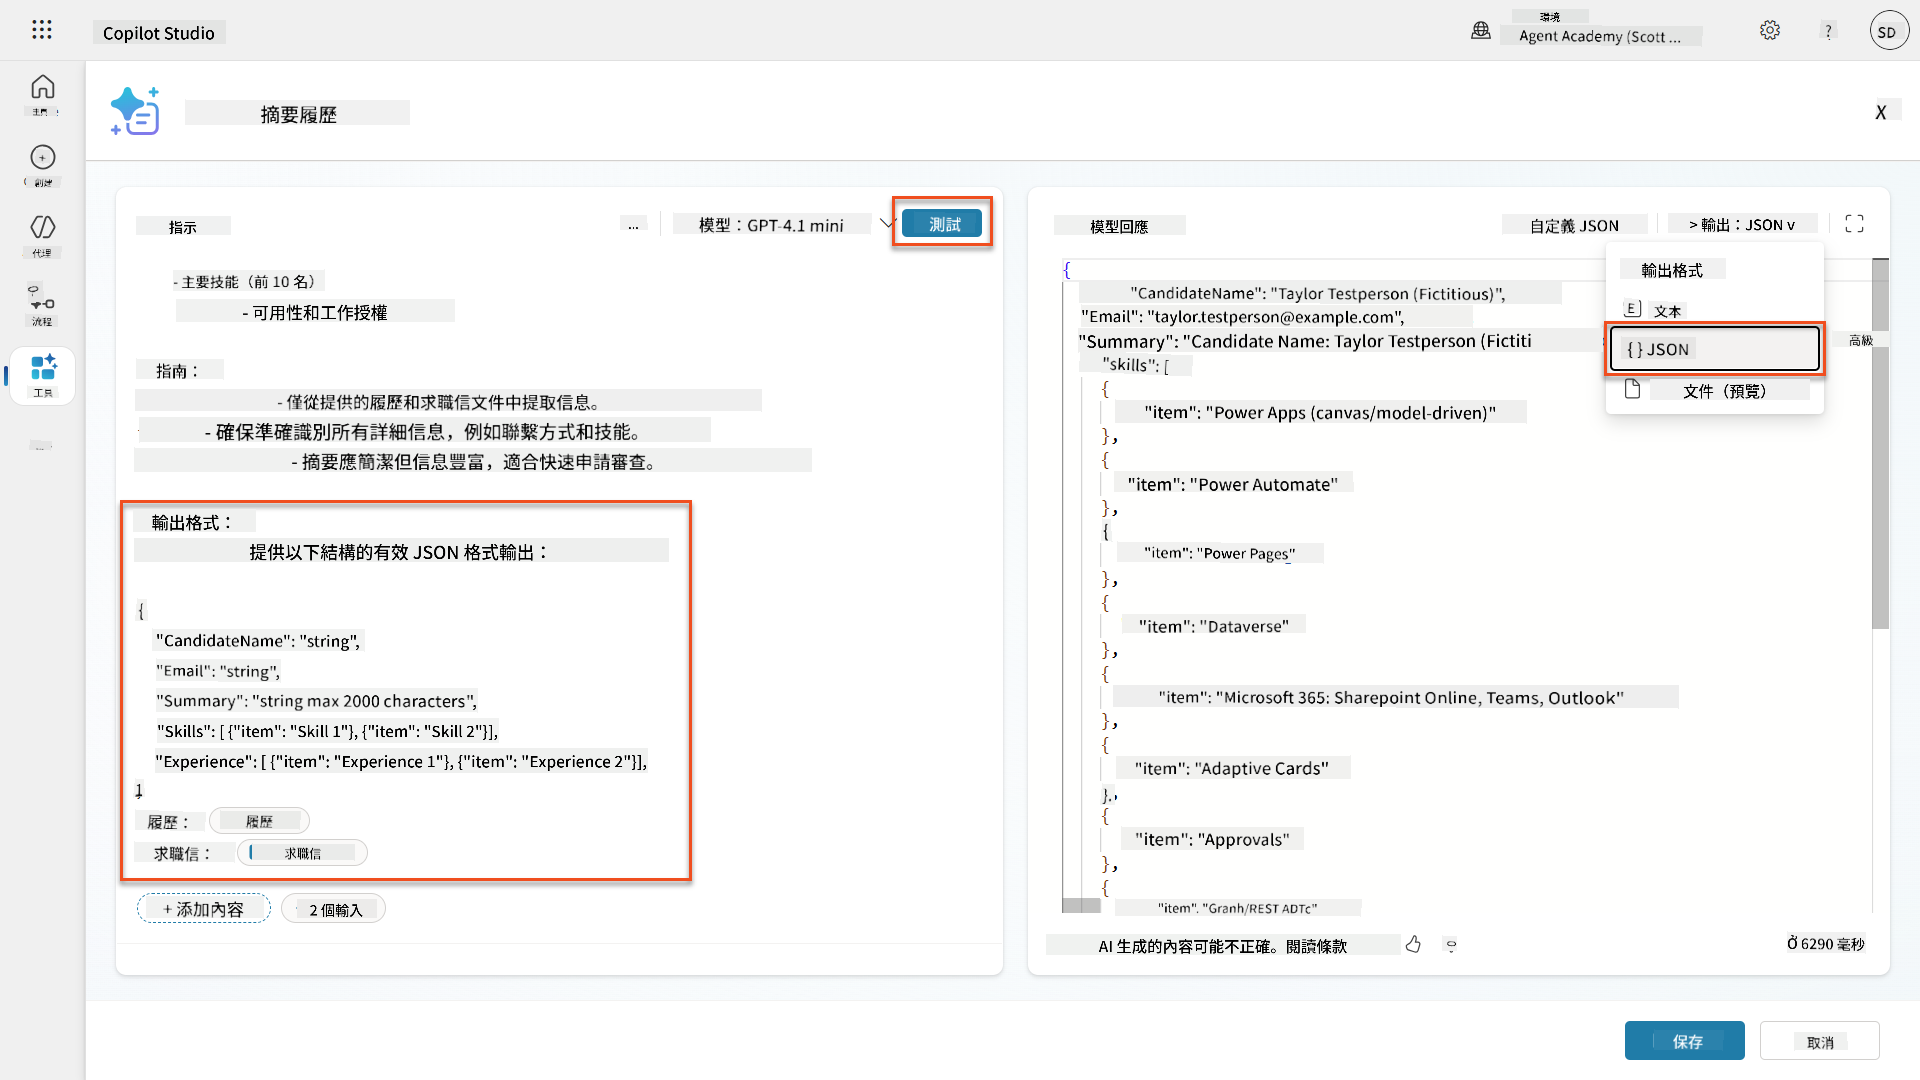 Copilot Studio
環境
Agent Academy (Scott ...
?
SD
主頁
創建
代理
流程
工具
...
摘要履歷
X
指示
...
模型：GPT-4.1 mini
測試
- 主要技能（前 10 名）
- 可用性和工作授權
指南：
- 僅從提供的履歷和求職信文件中提取信息。
- 確保準確識別所有詳細信息，例如聯繫方式和技能。
- 摘要應簡潔但信息豐富，適合快速申請審查。
輸出格式：
提供以下結構的有效 JSON 格式輸出：
{
"CandidateName": "string",
"Email": "string",
"Summary": "string max 2000 characters",
"Skills": [ {"item": "Skill 1"}, {"item": "Skill 2"}],
"Experience": [ {"item": "Experience 1"}, {"item": "Experience 2"}],
}
履歷： 履歷
求職信： 求職信
+ 添加內容
2 個輸入
模型回應
自定義 JSON
> 輸出：JSON v
輸出格式
E 文本
{ } JSON
文件（預覽）
高級
{
"CandidateName": "Taylor Testperson (Fictitious)",
"Email": "taylor.testperson@example.com",
"Summary": "Candidate Name: Taylor Testperson (Fictiti
"skills": [
{
"item": "Power Apps (canvas/model-driven)"
},
{
"item": "Power Automate"
},
{
"item": "Power Pages"
},
{
"item": "Dataverse"
},
{
"item": "Microsoft 365: Sharepoint Online, Teams, Outlook"
},
{
"item": "Adaptive Cards"
},
{
"item": "Approvals"
},
{
"item". "Granh/REST ADTc"
AI 生成的內容可能不正確。閱讀條款
6290 毫秒
保存
取消